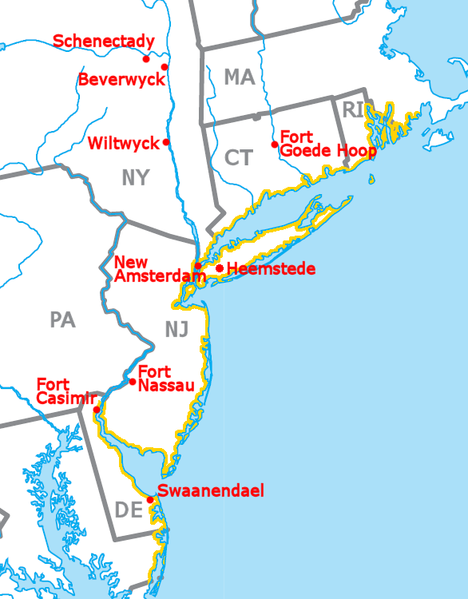 Schenectady
Beverwyck
MA
RI
Wiltwyck
CT
Fort
Goede Hoop
NY
New
Amsterdam
Heemstede
PA
NJ
Fort
Nassau
Fort
Casimir
Swaanendael
DE